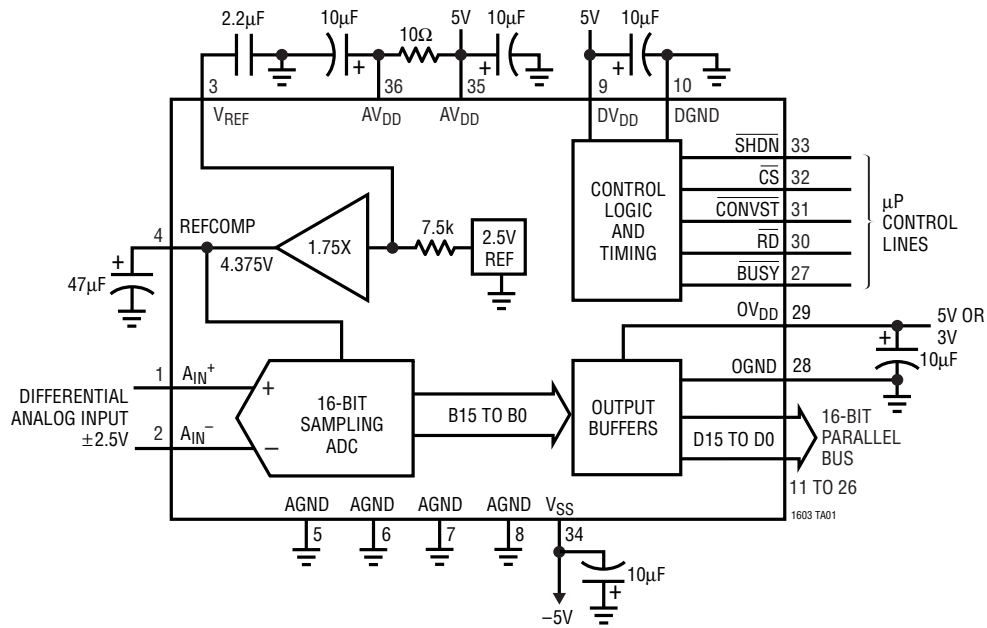 2.2µF
10µF
10Ω
5V
10µF
5V
10µF
+
+
+
3
36
35
9
10
VREF
AVDD
AVDD
DVDD
DGND
SHDN
33
CS
32
CONVST
31
RD
30
BUSY
27
µP
CONTROL
LINES
CONTROL
LOGIC
AND
TIMING
4
REFCOMP
4.375V
1.75X
7.5k
2.5V
REF
+
47µF
OVDD
29
5V OR
3V
+
10µF
OGND
28
1
AIN+
DIFFERENTIAL
ANALOG INPUT
±2.5V
2
AIN−
+
−
16-BIT
SAMPLING
ADC
B15 TO B0
OUTPUT
BUFFERS
D15 TO D0
16-BIT
PARALLEL
BUS
11 TO 26
1603 TA01
AGND
AGND
AGND
AGND
VSS
5
6
7
8
34
10µF
+
–5V